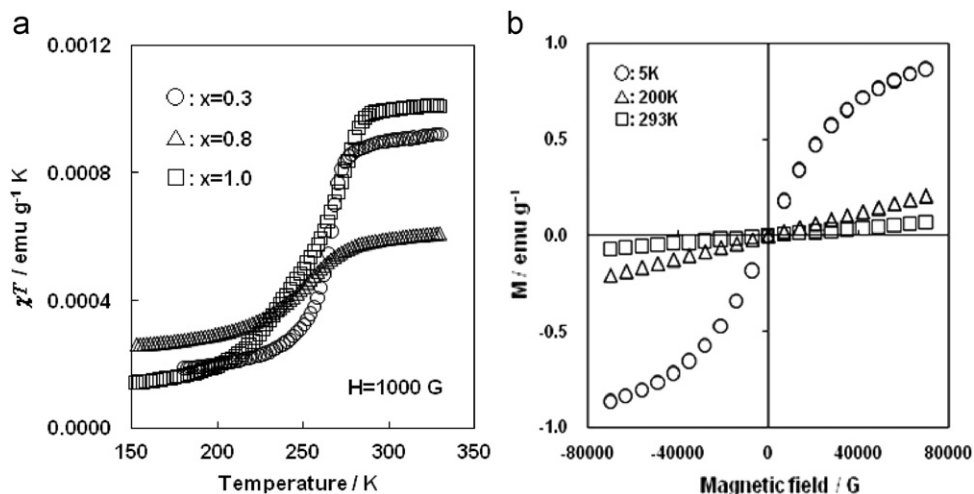 a
0.0012
0.0008
0.0004
0.0000
χT / emu g⁻¹ K
○: x=0.3
△: x=0.8
□: x=1.0
H=1000 G
150 200 250 300 350
Temperature / K
b
1.0
0.5
0.0
-0.5
-1.0
M / emu g⁻¹
○: 5K
△: 200K
□: 293K
-80000 -40000 0 40000 80000
Magnetic field / G